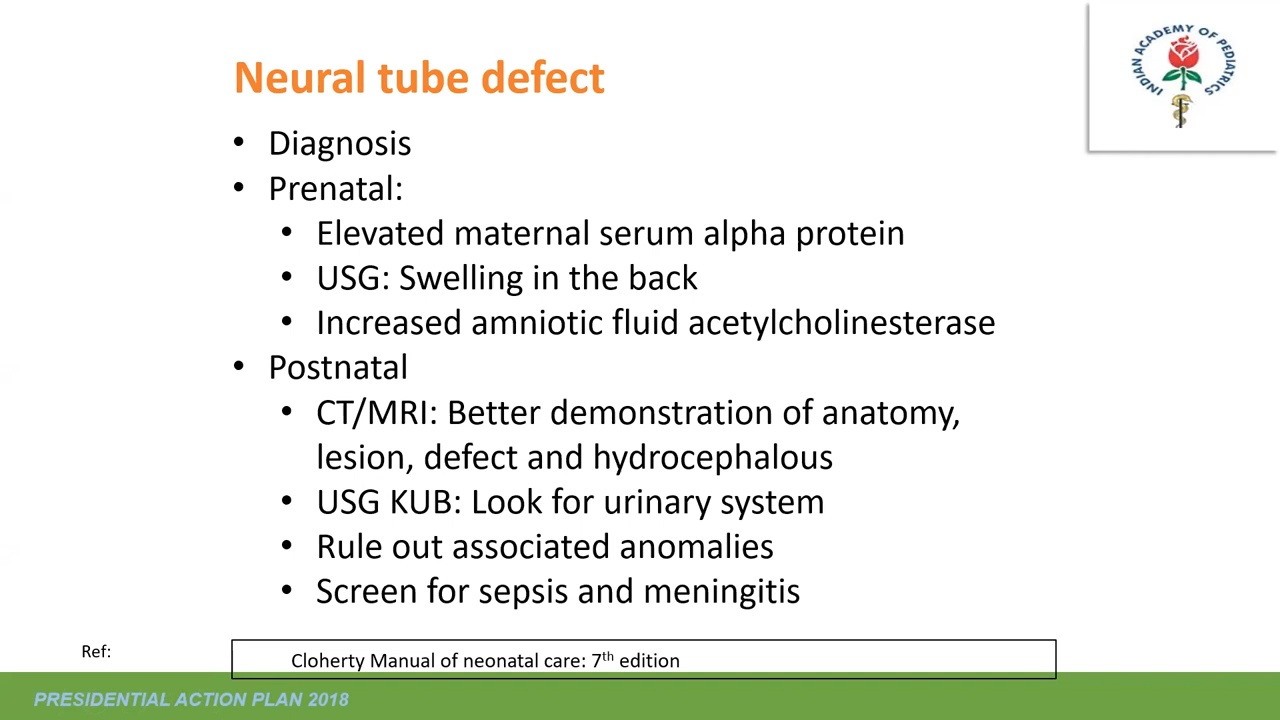 INDIAN ACADEMY OF PEDIATRICS
Neural tube defect
• Diagnosis
• Prenatal:
• Elevated maternal serum alpha protein
• USG: Swelling in the back
• Increased amniotic fluid acetylcholinesterase
• Postnatal
• CT/MRI: Better demonstration of anatomy,
lesion, defect and hydrocephalous
• USG KUB: Look for urinary system
• Rule out associated anomalies
• Screen for sepsis and meningitis
Ref:
Cloherty Manual of neonatal care: 7th edition
PRESIDENTIAL ACTION PLAN 2018